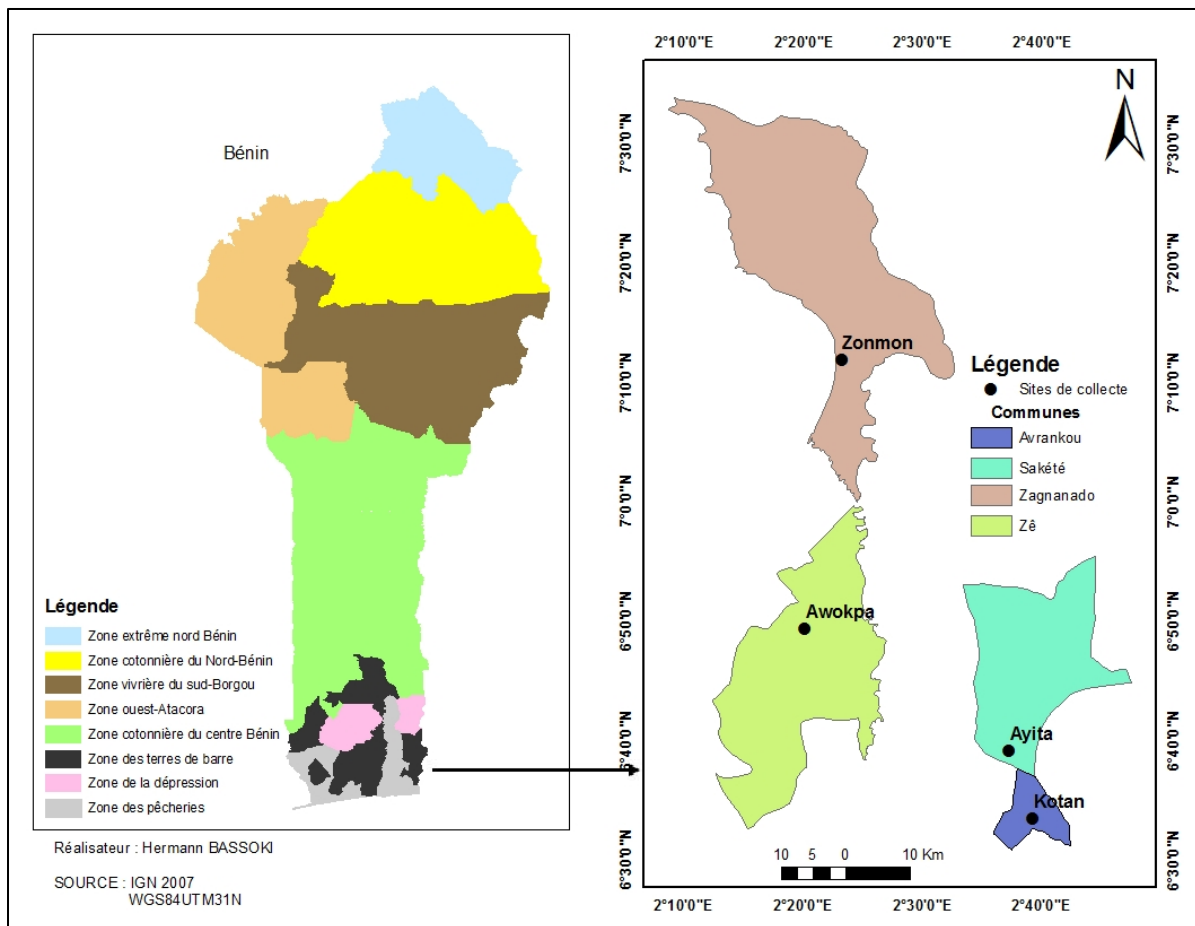 Bénin
Légende
Zone extrême nord Bénin
Zone cotonnière du Nord-Bénin
Zone vivrière du sud-Borgou
Zone ouest-Atacora
Zone cotonnière du centre Bénin
Zone des terres de barre
Zone de la dépression
Zone des pêcheries
Réalisateur : Hermann BASSOKI
SOURCE : IGN 2007
WGS84UTM31N
2°10'0"E 2°20'0"E 2°30'0"E 2°40'0"E
N
7°30'0"N 7°30'0"N
7°20'0"N 7°20'0"N
Zonmon
7°10'0"N 7°10'0"N
Légende
Sites de collecte
Communes
Avrankou
Sakété
Zagnanado
Zê
7°0'0"N 7°0'0"N
Awokpa
6°50'0"N 6°50'0"N
Ayita
6°40'0"N 6°40'0"N
Kotan
10 5 0 10 Km
6°30'0"N 6°30'0"N
2°10'0"E 2°20'0"E 2°30'0"E 2°40'0"E